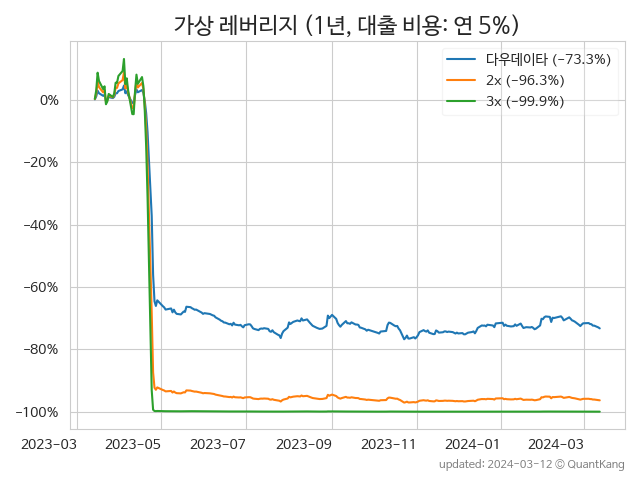 가상 레버리지 (1년, 대출 비용: 연 5%)
다우데이타 (−73.3%)
2x (−96.3%)
3x (−99.9%)
0%
−20%
−40%
−60%
−80%
−100%
2023−03 2023−05 2023−07 2023−09 2023−11 2024−01 2024−03
updated: 2024-03-12 © QuantKang